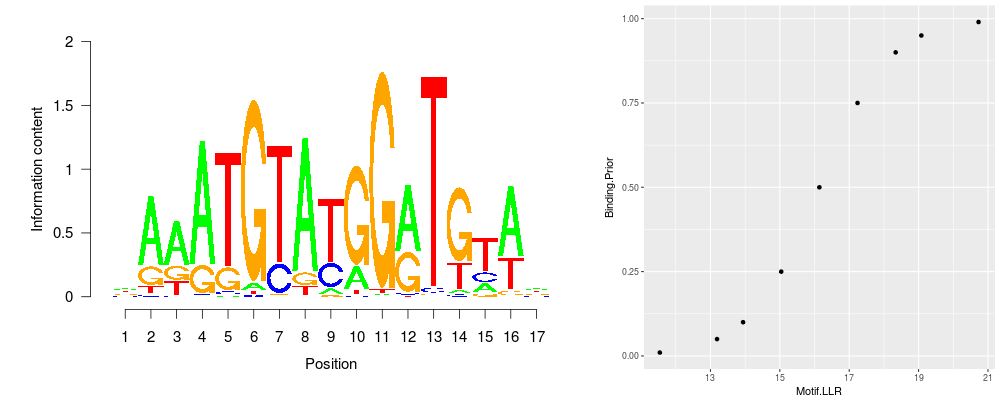 2
1.5
1
0.5
0
Information content
A A A T G T A T G G A T G T A
G G G G A C G C A G T C T
T T T A T A
1 2 3 4 5 6 7 8 9 10 11 12 13 14 15 16 17
Position
1.00
0.75
0.50
0.25
0.00
Binding.Prior
13 15 17 19 21
Motif.LLR